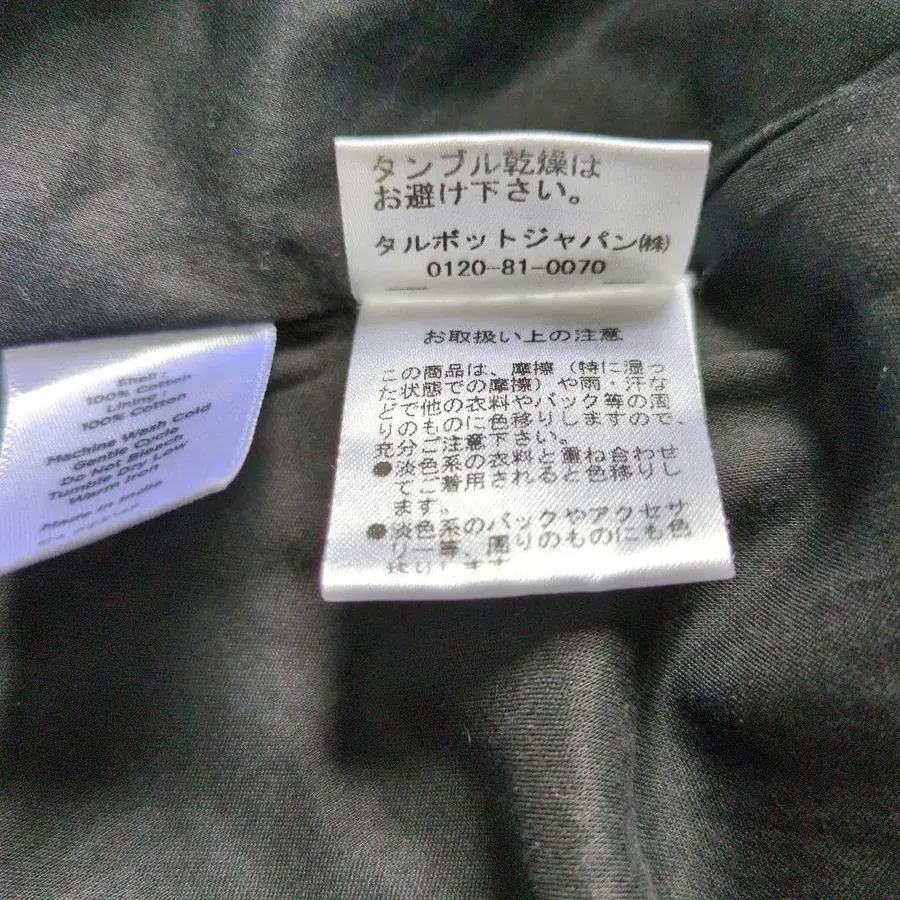 タンブル乾燥は
お避け下さい。
タルボットジャパン㈱
0120-81-0070
お取扱い上の注意
この商品は、摩擦(特に湿っ
た状態での摩擦)や雨・汗な
どで他の衣料やバック等の周
りのものに色移りしますので、
充分ご注意下さい。
●淡色系の衣料と重ね合わせ
でご着用されると色移りし
ます。
●淡色系のバックやアクセサ
リー等、周りのものにも色
移りします
Shell :
100% Cotton
Lining :
100% Cotton
Machine Wash Cold
Gentle Cycle
Do Not Bleach
Tumble Dry Low
Warm Iron
Made in India